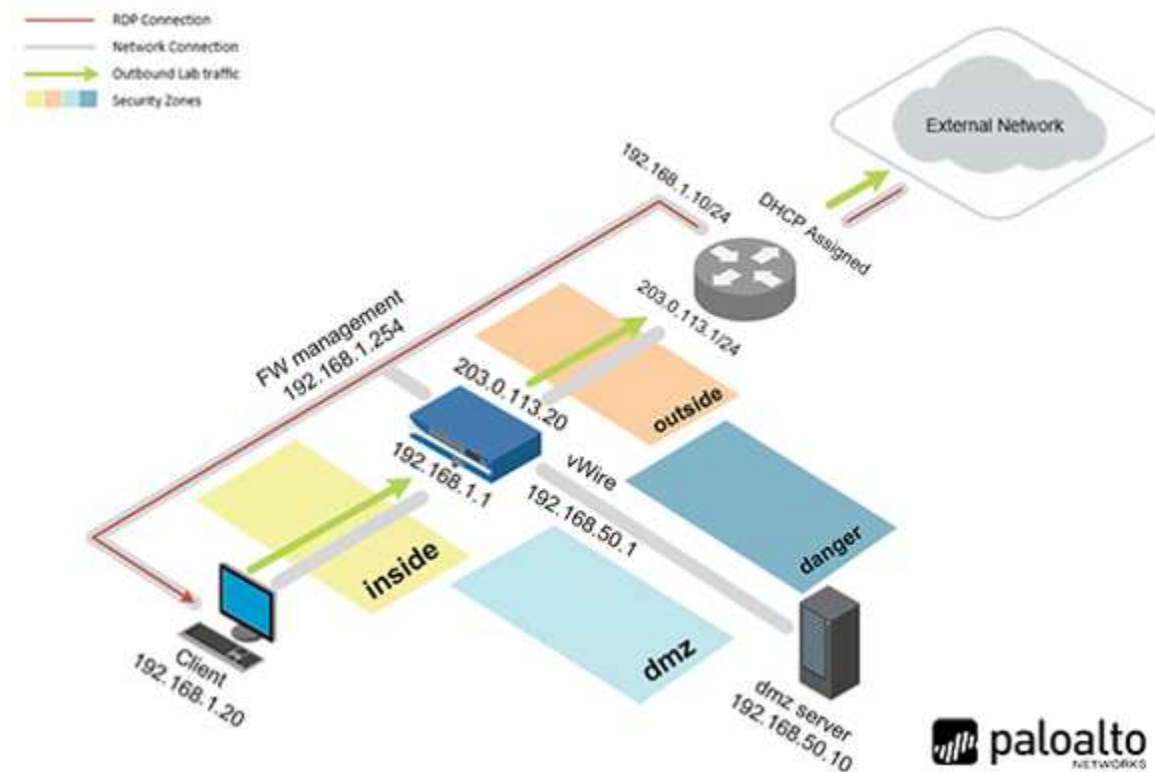 RDP Connection
Network Connection
Outbound Lab traffic
Security Zones
External Network
192.168.1.10/24
DHCP Assigned
203.0.113.1/24
FW management
192.168.1.254
203.0.113.20
outside
192.168.1.1
vWire
192.168.50.1
danger
inside
dmz
Client
192.168.1.20
dmz server
192.168.50.10
paloalto
NETWORKS